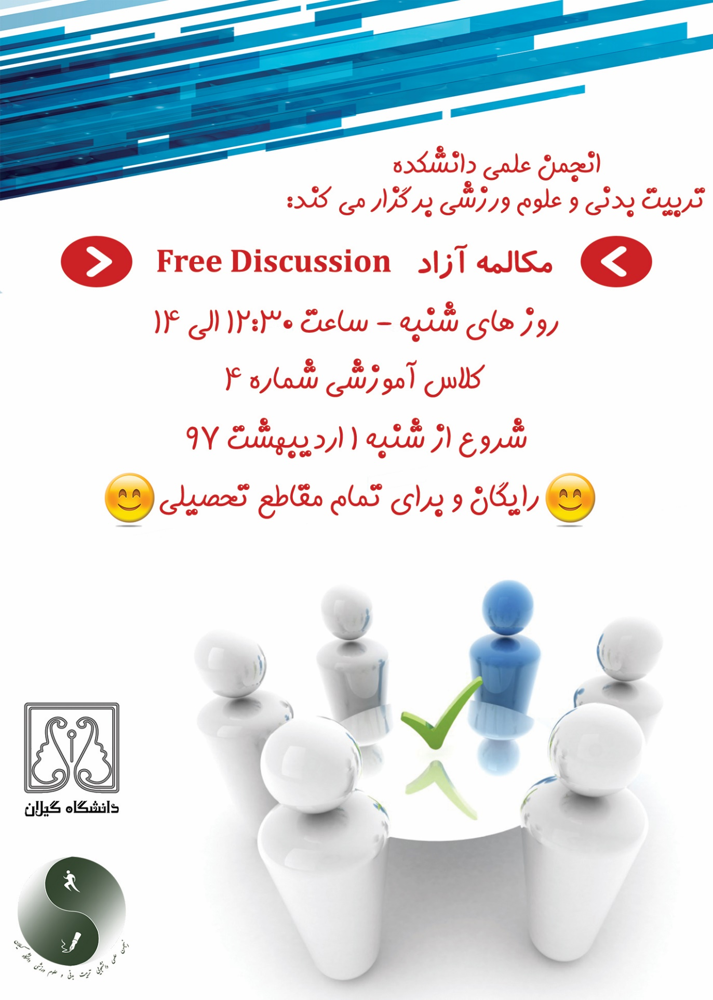 انجمن علمی دانشکده
تربیت بدنی و علوم ورزشی برگزار می کند:
مکالمه آزاد Free Discussion
روز های شنبه - ساعت ۱۲:۳۰ الی ۱۴
کلاس آموزشی شماره ۴
شروع از شنبه ۱ اردیبهشت ۹۷
رایگان و برای تمام مقاطع تحصیلی
دانشگاه گیلان
انجمن علمی دانشجویی تربیت بدنی و علوم ورزشی دانشگاه گیلان